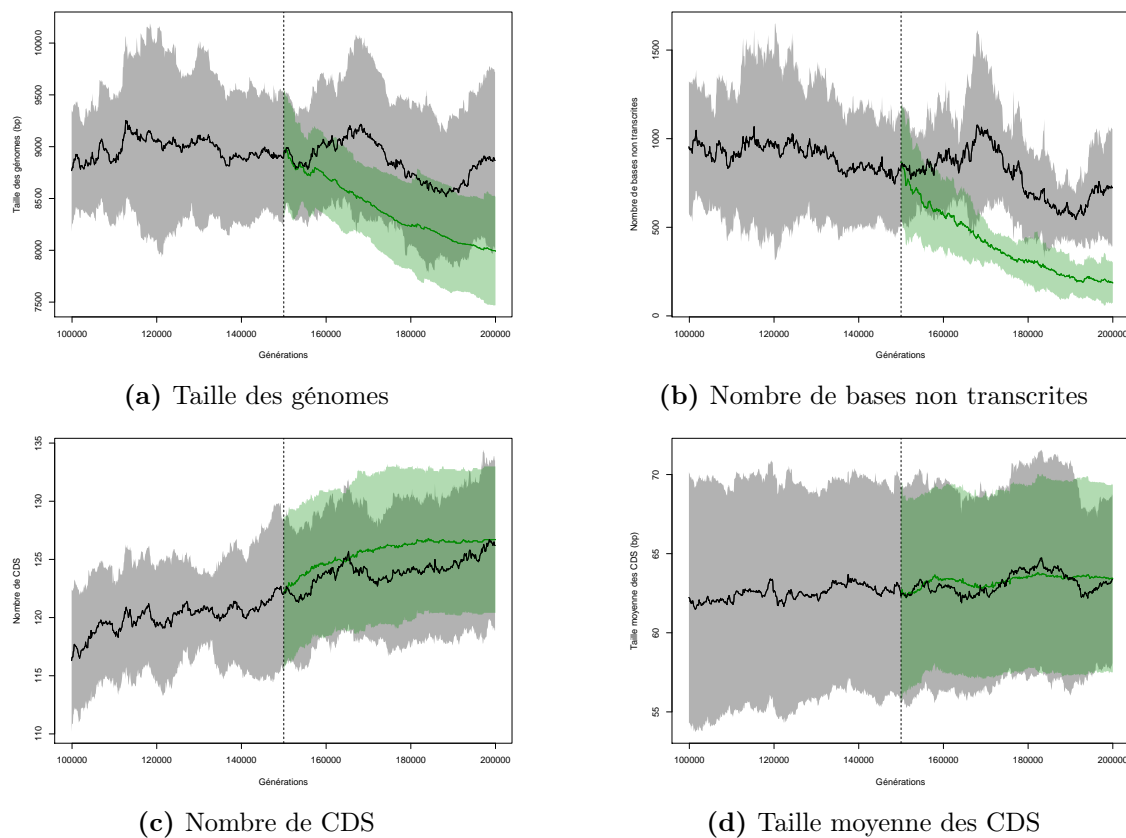 Taille des génomes (bp)
10000
9500
9000
8500
8000
7500
100000 120000 140000 160000 180000 200000
Générations
(a) Taille des génomes
Nombre de bases non transcrites
1500
1000
500
0
100000 120000 140000 160000 180000 200000
Générations
(b) Nombre de bases non transcrites
Nombre de CDS
135
130
125
120
115
110
100000 120000 140000 160000 180000 200000
Générations
(c) Nombre de CDS
Taille moyenne des CDS (bp)
70
65
60
55
100000 120000 140000 160000 180000 200000
Générations
(d) Taille moyenne des CDS